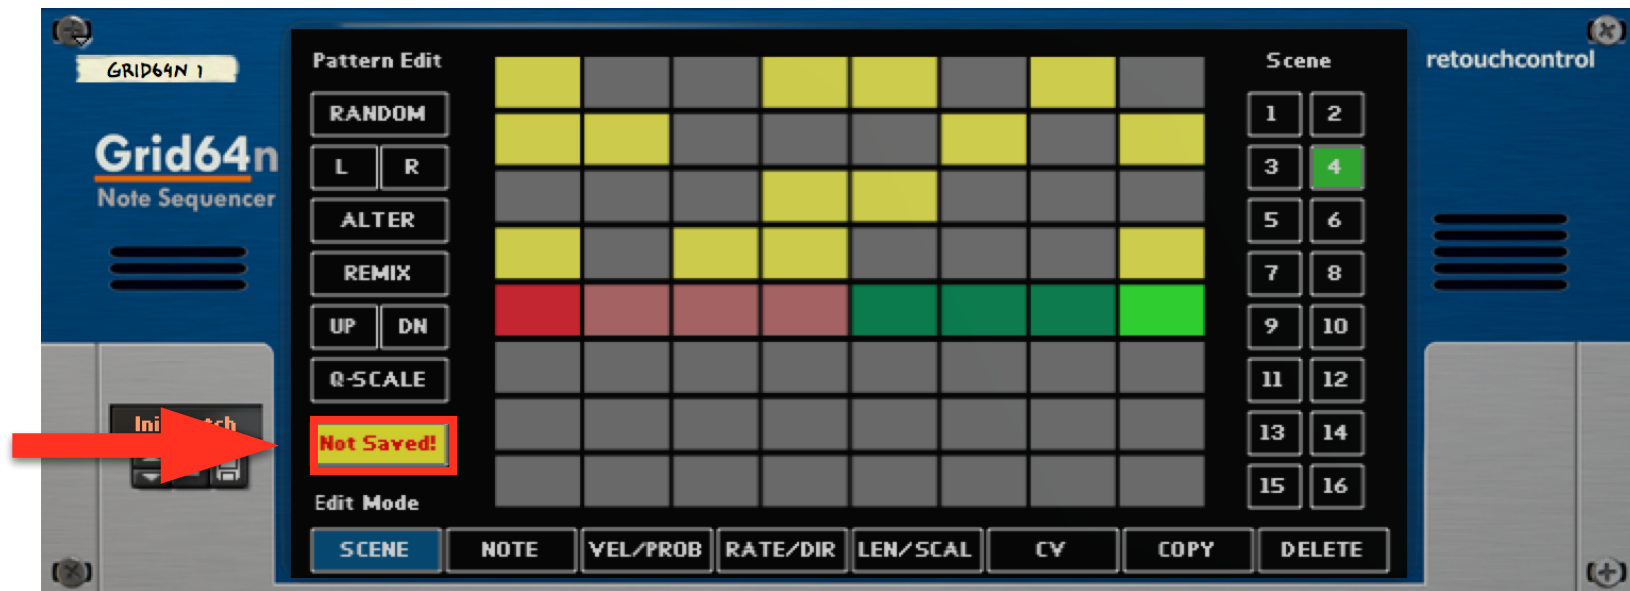 GRID64N 1
Grid64n
Note Sequencer
Pattern Edit
RANDOM
L R
ALTER
REMIX
UP DN
Q-SCALE
Not Saved!
Edit Mode
SCENE NOTE VEL/PROB RATE/DIR LEN/SCAL CV COPY DELETE
Scene
1 2
3 4
5 6
7 8
9 10
11 12
13 14
15 16
retouchcontrol